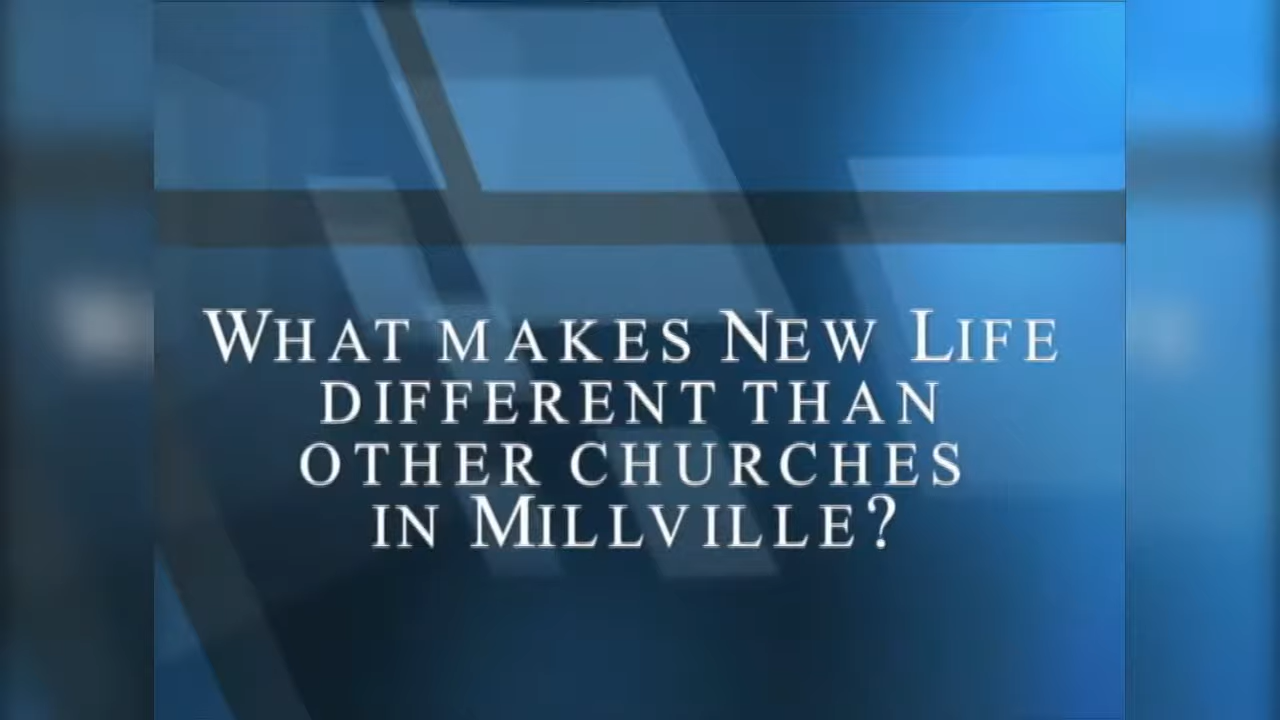 WHAT MAKES NEW LIFE
DIFFERENT THAN
OTHER CHURCHES
IN MILLVILLE?